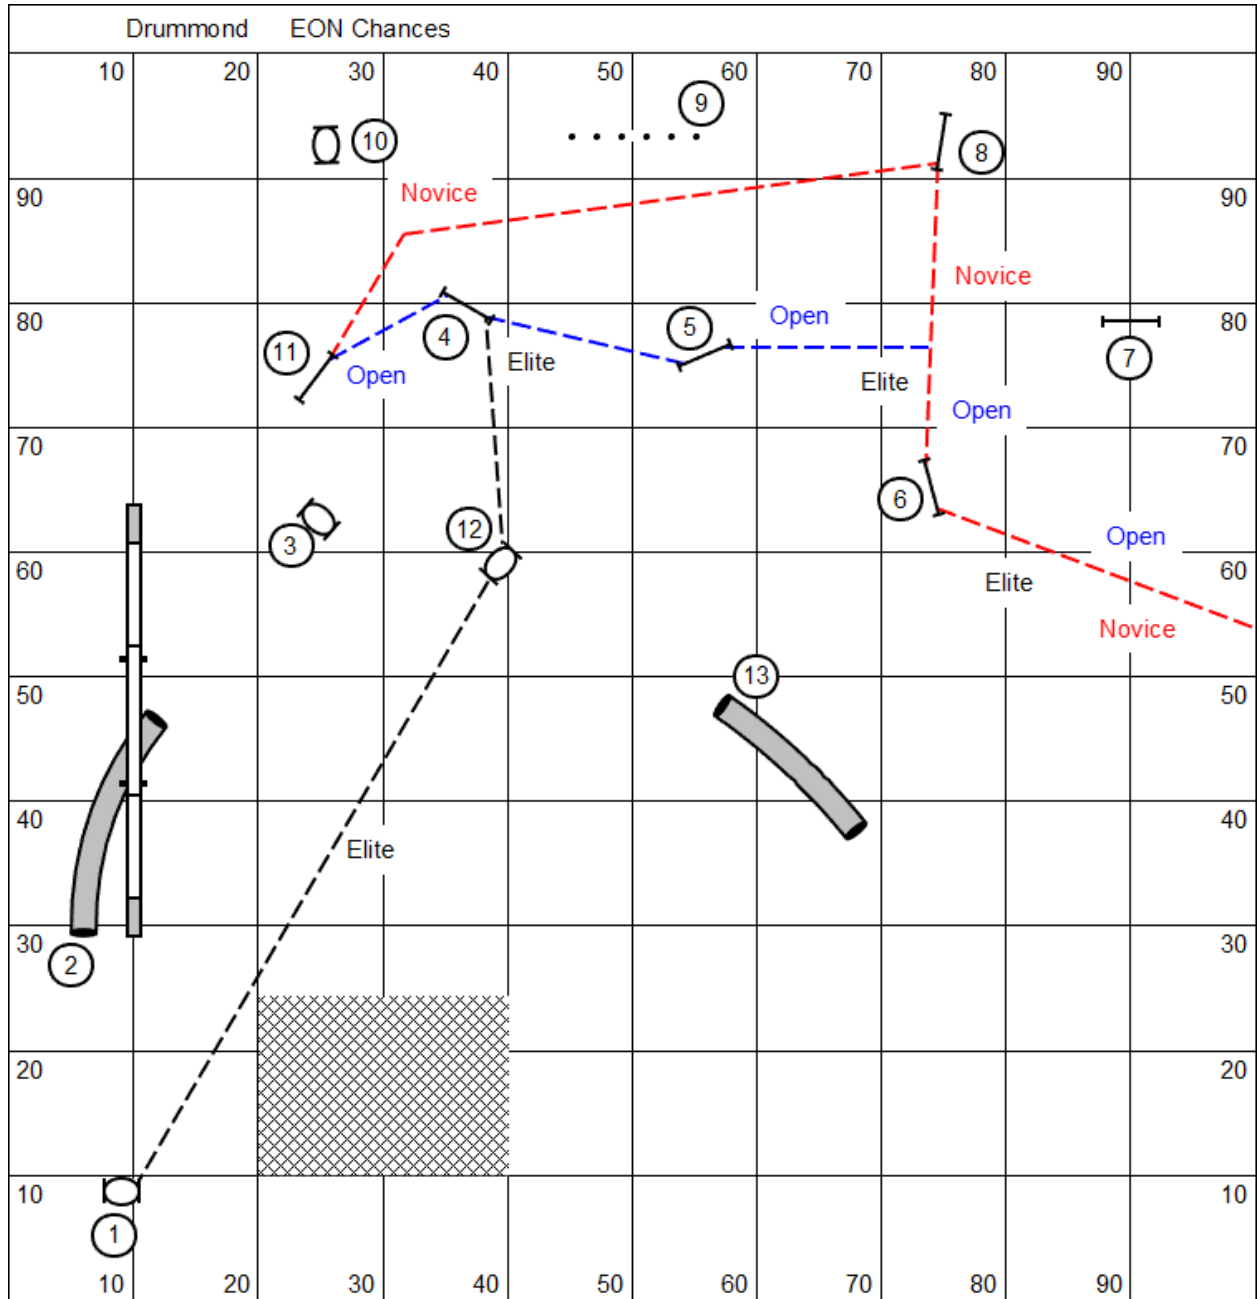 Drummond EON Chances
10 20 30 40 50 60 70 80 90
9
10
8
90 Novice 90
Novice
80 Open 80
5
4
11 Elite 7
Open Elite
Open
70 70
6
12
3 Open
60 Elite 60
Novice
13
50 50
40 40
Elite
30 30
2
20 20
10 10
1
10 20 30 40 50 60 70 80 90